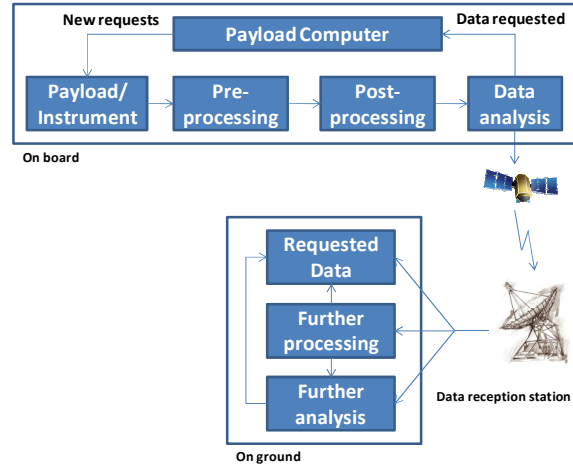 New requests
Data requested
Payload Computer
Payload/
Instrument
Pre-
processing
Post-
processing
Data
analysis
On board
Requested
Data
Further
processing
Further
analysis
Data reception station
On ground